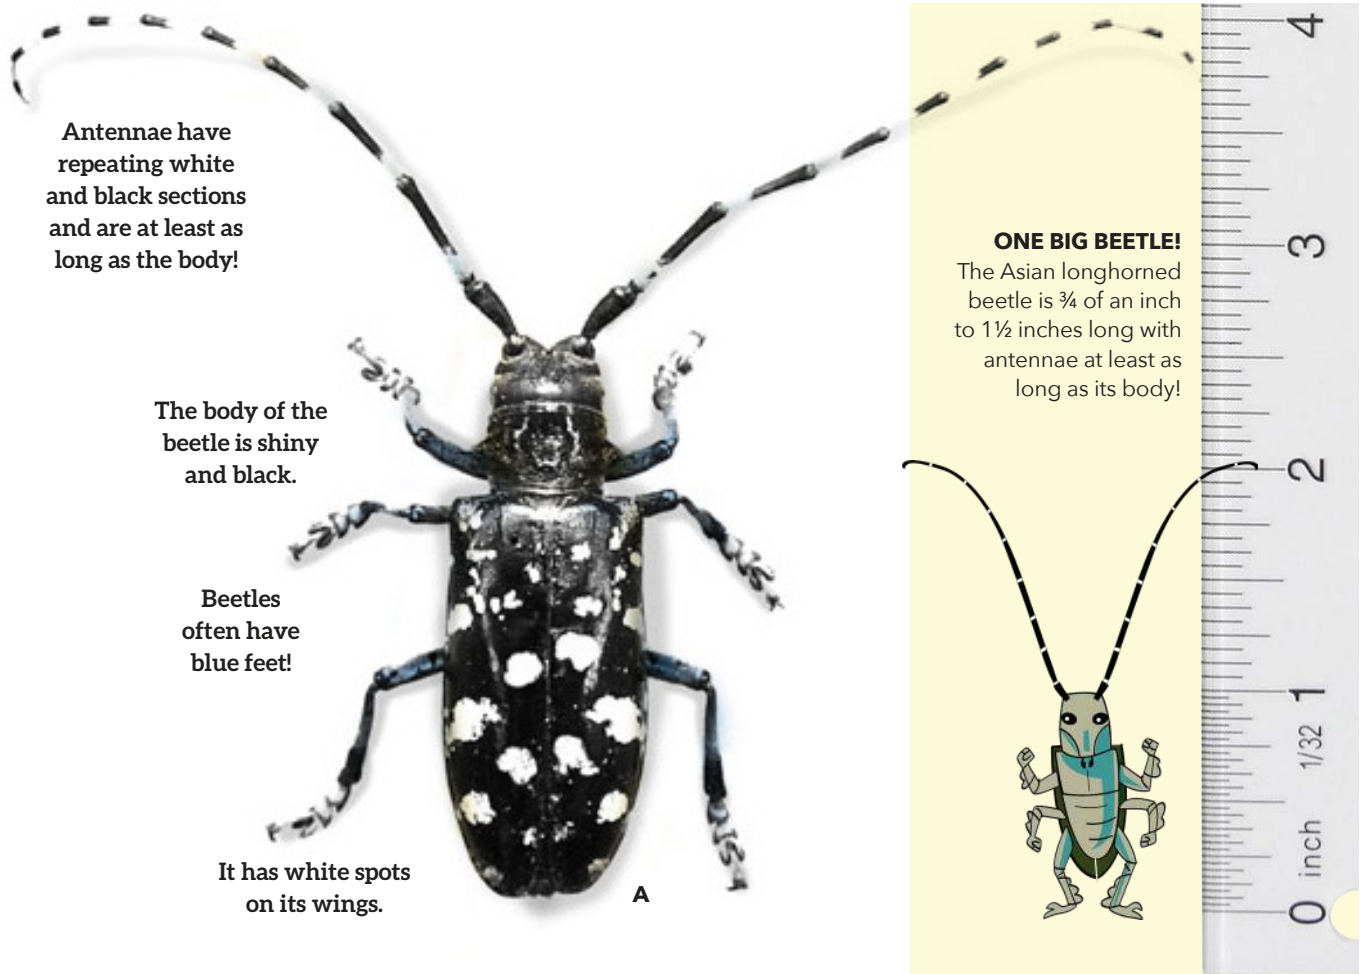 Antennae have
repeating white
and black sections
and are at least as
long as the body!
The body of the
beetle is shiny
and black.
Beetles
often have
blue feet!
It has white spots
on its wings.
A
ONE BIG BEETLE!
The Asian longhorned
beetle is ¾ of an inch
to 1½ inches long with
antennae at least as
long as its body!
4
3
2
1
1/32
inch
0